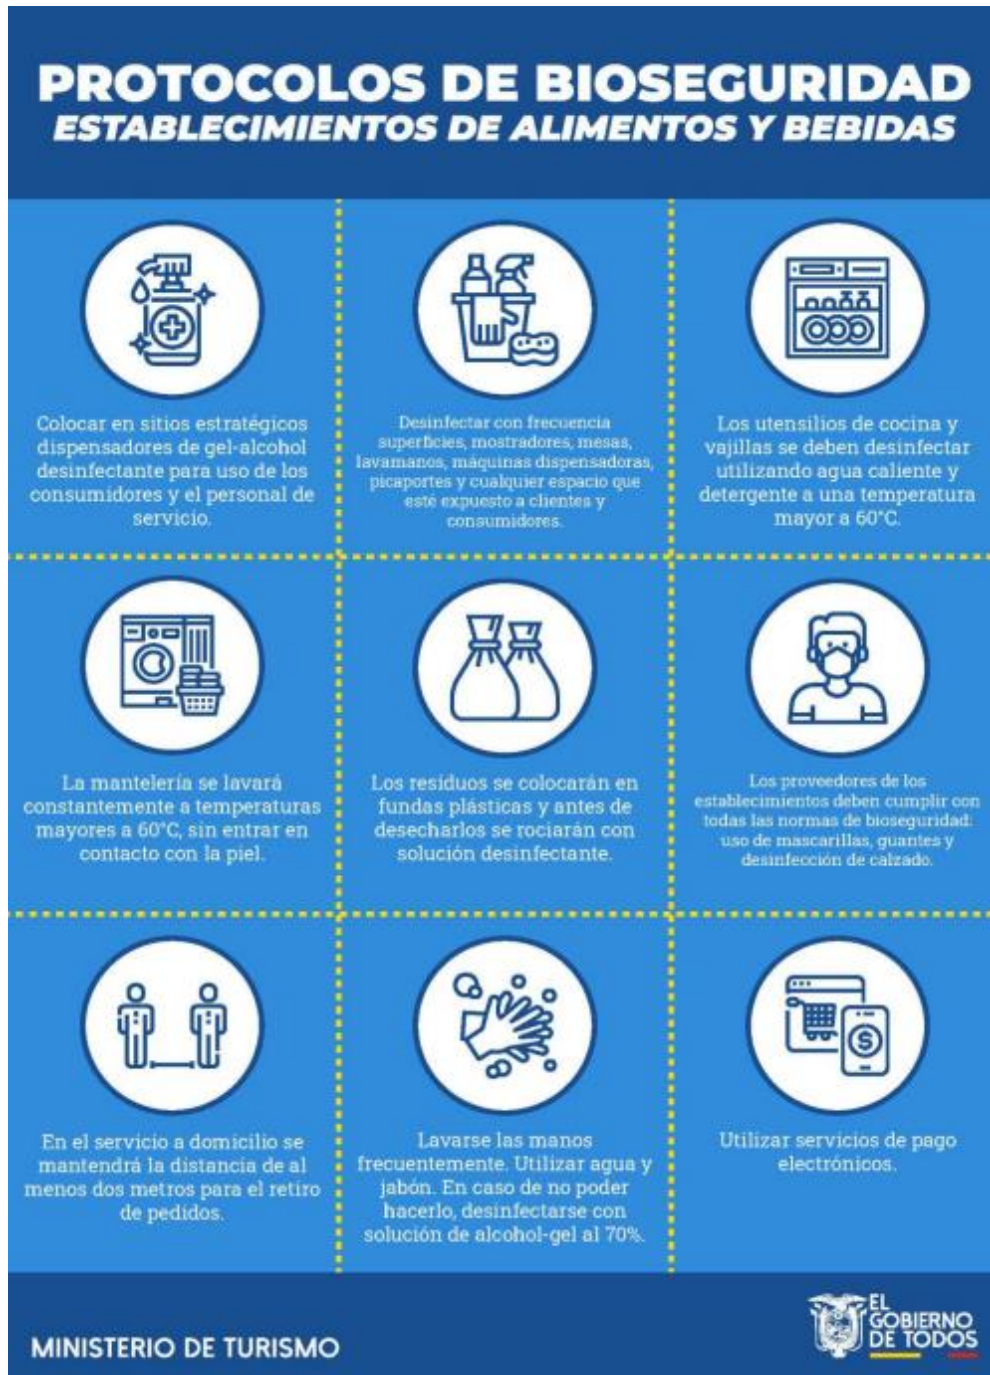 PROTOCOLOS DE BIOSEGURIDAD
ESTABLECIMIENTOS DE ALIMENTOS Y BEBIDAS
Colocar en sitios estratégicos
dispensadores de gel-alcohol
desinfectante para uso de los
consumidores y el personal de
servicio.
Desinfectar con frecuencia
superficies, mostradores, mesas,
lavamanos, máquinas dispensadoras,
picaportes y cualquier espacio que
esté expuesto a clientes y
consumidores.
Los utensilios de cocina y
vajillas se deben desinfectar
utilizando agua caliente y
detergente a una temperatura
mayor a 60°C.
La mantelería se lavará
constantemente a temperaturas
mayores a 60°C, sin entrar en
contacto con la piel.
Los residuos se colocarán en
fundas plásticas y antes de
desecharlos se rociarán con
solución desinfectante.
Los proveedores de los
establecimientos deben cumplir con
todas las normas de bioseguridad:
uso de mascarillas, guantes y
desinfección de calzado.
En el servicio a domicilio se
mantendrá la distancia de al
menos dos metros para el retiro
de pedidos.
Lavarse las manos
frecuentemente. Utilizar agua y
jabón. En caso de no poder
hacerlo, desinfectarse con
solución de alcohol-gel al 70%.
Utilizar servicios de pago
electrónicos.
MINISTERIO DE TURISMO
EL
GOBIERNO
DE TODOS